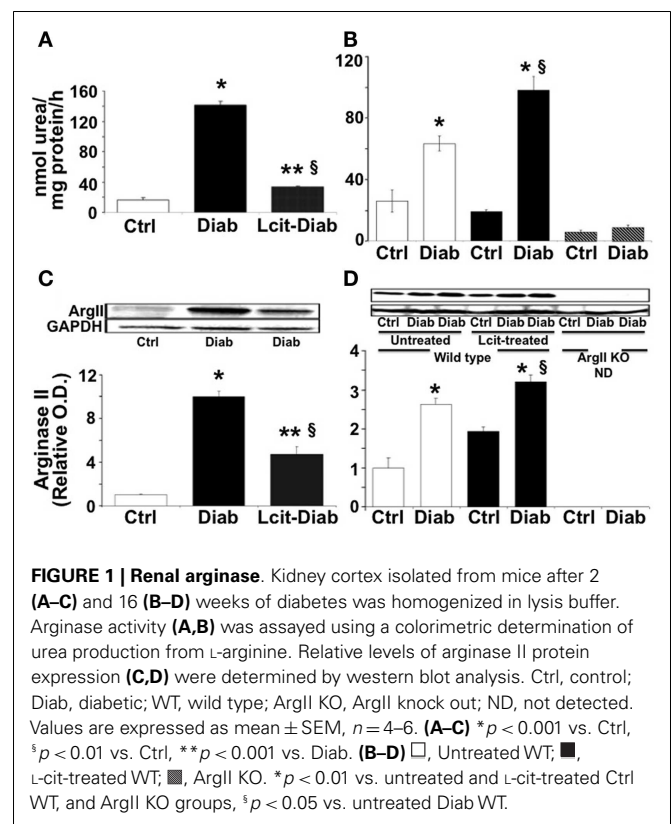 A
B
nmol urea/
mg protein/h
160
120
80
40
0
*
** §
Ctrl Diab Lcit-Diab
120
80
40
0
*
* §
Ctrl Diab Ctrl Diab Ctrl Diab
C
D
ArgII
GAPDH
Ctrl Diab Diab
Ctrl Diab Diab Ctrl Diab Diab Ctrl Diab Diab
Untreated Lcit-treated
Wild type ArgII KO
ND
Arginase II
(Relative O.D.)
12
8
4
0
*
** §
Ctrl Diab Lcit-Diab
4
3
2
1
0
*
* §
Ctrl Diab Ctrl Diab Ctrl Diab
FIGURE 1 | Renal arginase. Kidney cortex isolated from mice after 2
(A–C) and 16 (B–D) weeks of diabetes was homogenized in lysis buffer.
Arginase activity (A,B) was assayed using a colorimetric determination of
urea production from L-arginine. Relative levels of arginase II protein
expression (C,D) were determined by western blot analysis. Ctrl, control;
Diab, diabetic; WT, wild type; ArgII KO, ArgII knock out; ND, not detected.
Values are expressed as mean ± SEM, n = 4–6. (A–C) *p < 0.001 vs. Ctrl,
§p < 0.01 vs. Ctrl, **p < 0.001 vs. Diab. (B–D) □, Untreated WT; ■,
L-cit-treated WT; ▨, ArgII KO. *p < 0.01 vs. untreated and L-cit-treated Ctrl
WT, and ArgII KO groups, §p < 0.05 vs. untreated Diab WT.